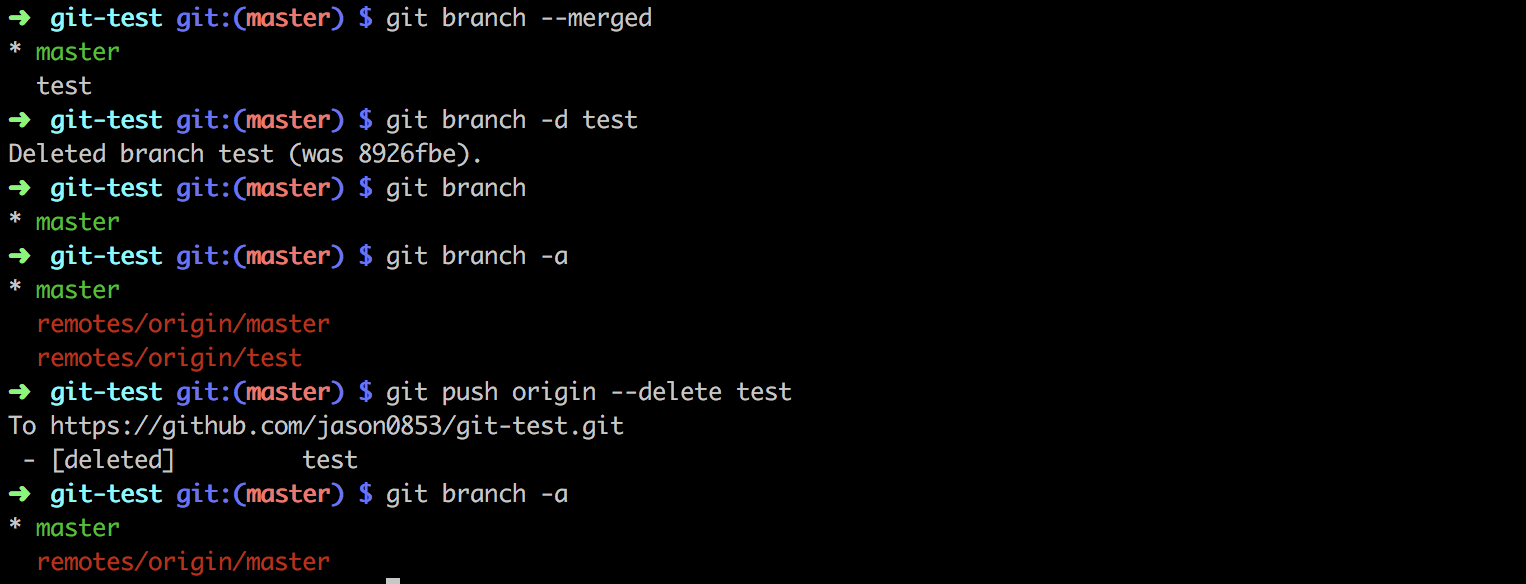 ➜ git-test git:(master) $ git branch --merged
* master
  test
➜ git-test git:(master) $ git branch -d test
Deleted branch test (was 8926fbe).
➜ git-test git:(master) $ git branch
* master
➜ git-test git:(master) $ git branch -a
* master
  remotes/origin/master
  remotes/origin/test
➜ git-test git:(master) $ git push origin --delete test
To https://github.com/jason0853/git-test.git
 - [deleted]         test
➜ git-test git:(master) $ git branch -a
* master
  remotes/origin/master